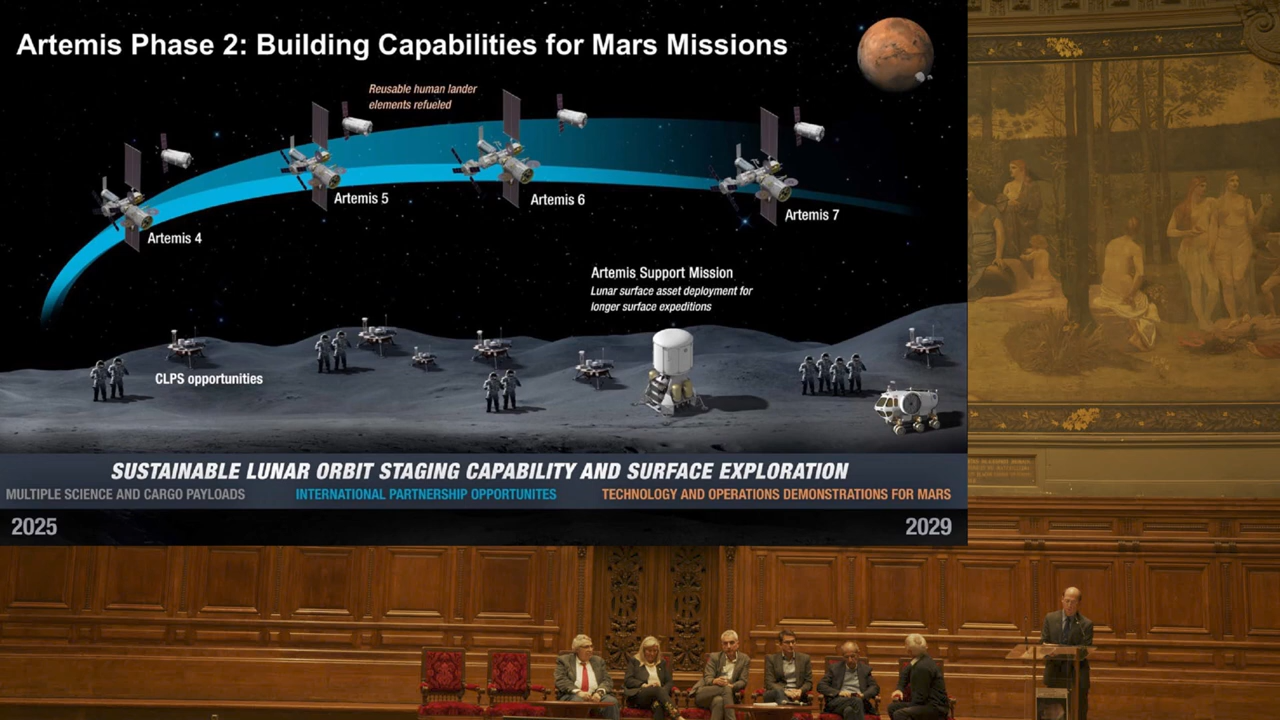 Artemis Phase 2: Building Capabilities for Mars Missions
Reusable human lander
elements refueled
Artemis 4
Artemis 5
Artemis 6
Artemis 7
Artemis Support Mission
Lunar surface asset deployment for
longer surface expeditions
CLPS opportunities
SUSTAINABLE LUNAR ORBIT STAGING CAPABILITY AND SURFACE EXPLORATION
MULTIPLE SCIENCE AND CARGO PAYLOADS
INTERNATIONAL PARTNERSHIP OPPORTUNITES
TECHNOLOGY AND OPERATIONS DEMONSTRATIONS FOR MARS
2025
2029